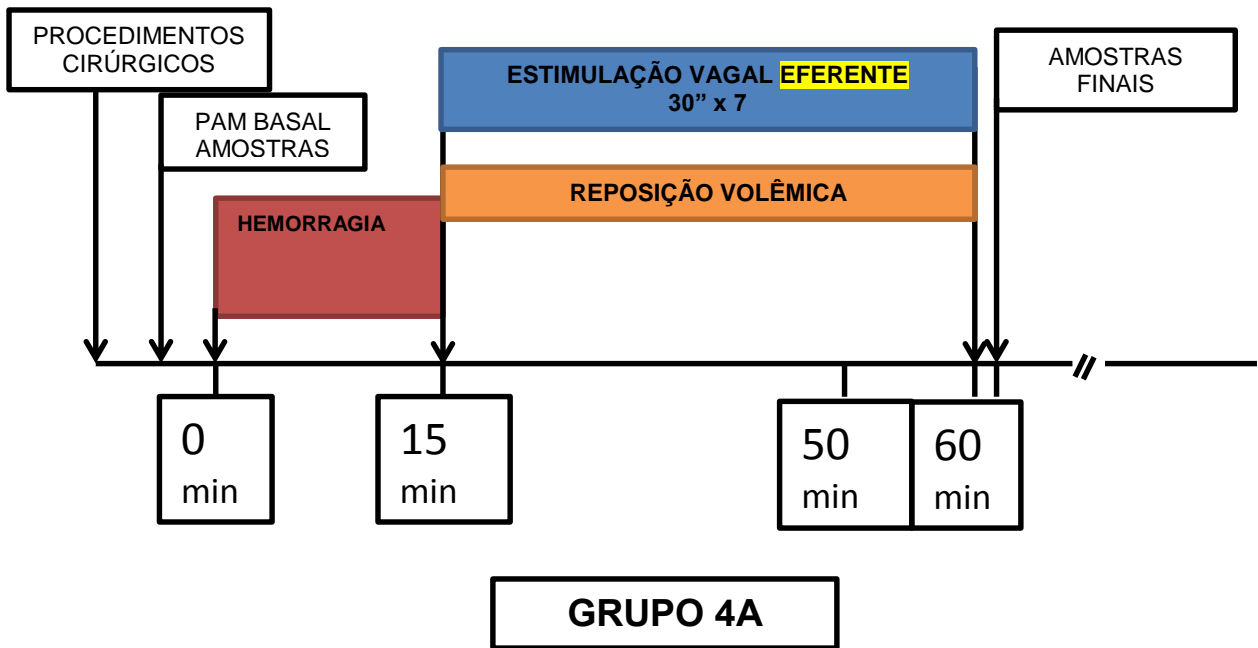 PROCEDIMENTOS
CIRÚRGICOS
PAM BASAL
AMOSTRAS
HEMORRAGIA
ESTIMULAÇÃO VAGAL EFERENTE
30” x 7
REPOSIÇÃO VOLÊMICA
AMOSTRAS
FINAIS
0
min
15
min
50
min
60
min
GRUPO 4A